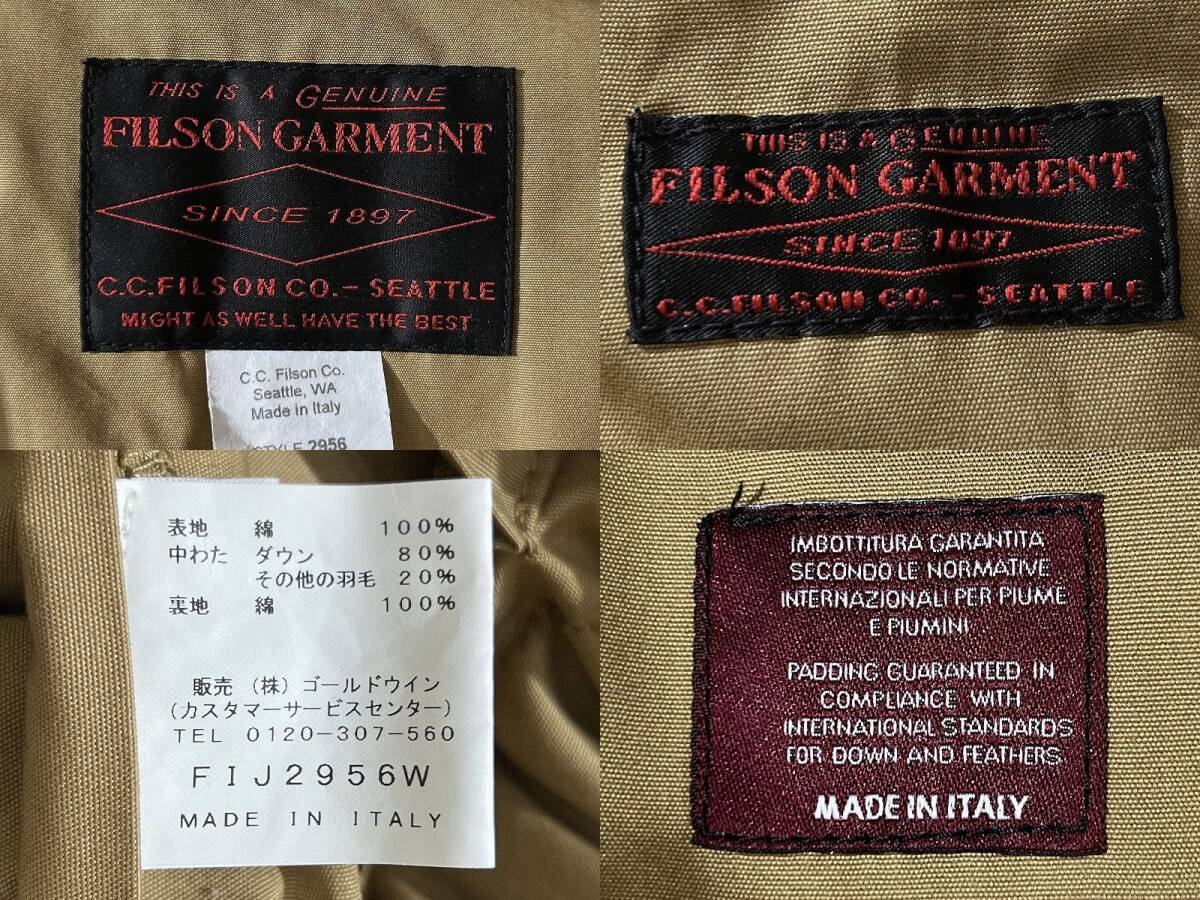 THIS IS A GENUINE
FILSON GARMENT
SINCE 1897
C.C.FILSON CO.-SEATTLE
MIGHT AS WELL HAVE THE BEST
C.C. Filson Co.
Seattle, WA
Made in Italy
STYLE 2956
THIS IS A GENUINE
FILSON GARMENT
SINCE 1897
C.C.FILSON CO.-SEATTLE
表地 綿 100%
中わた ダウン 80%
その他の羽毛 20%
裏地 綿 100%
販売 (株) ゴールドウイン
(カスタマーサービスセンター)
TEL 0120-307-560
FIJ2956W
MADE IN ITALY
IMBOTTITURA GARANTITA
SECONDO LE NORMATIVE
INTERNAZIONALI PER PIUME
E PIUMINI
PADDING GUARANTEED IN
COMPLIANCE WITH
INTERNATIONAL STANDARDS
FOR DOWN AND FEATHERS
MADE IN ITALY